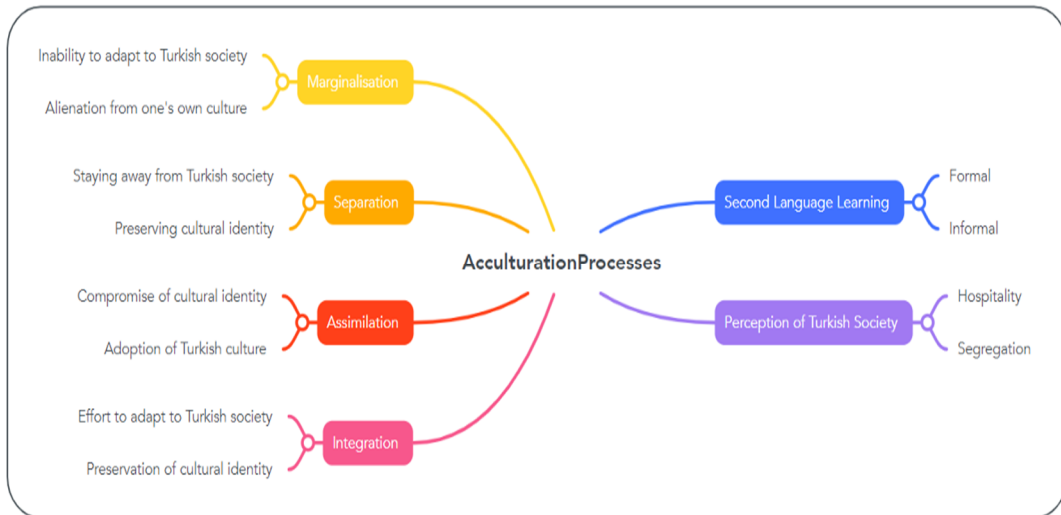 Inability to adapt to Turkish society
Marginalisation
Alienation from one's own culture
Staying away from Turkish society
Separation
Preserving cultural identity
Compromise of cultural identity
Assimilation
Adoption of Turkish culture
Effort to adapt to Turkish society
Integration
Preservation of cultural identity
AcculturationProcesses
Formal
Second Language Learning
Informal
Hospitality
Perception of Turkish Society
Segregation